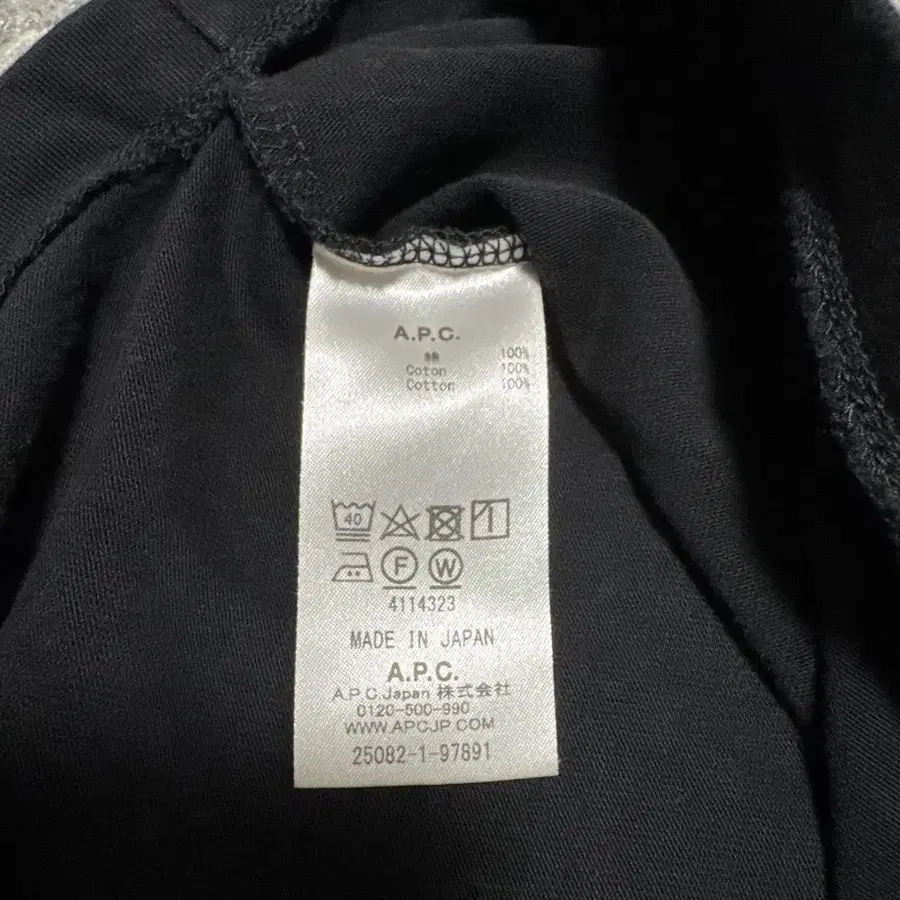 A.P.C.
綿 100%
Coton 100%
Cotton 100%
40
F W
4114323
MADE IN JAPAN
A.P.C.
A.P.C.Japan 株式会社
0120-500-990
WWW.APCJP.COM
25082-1-97891